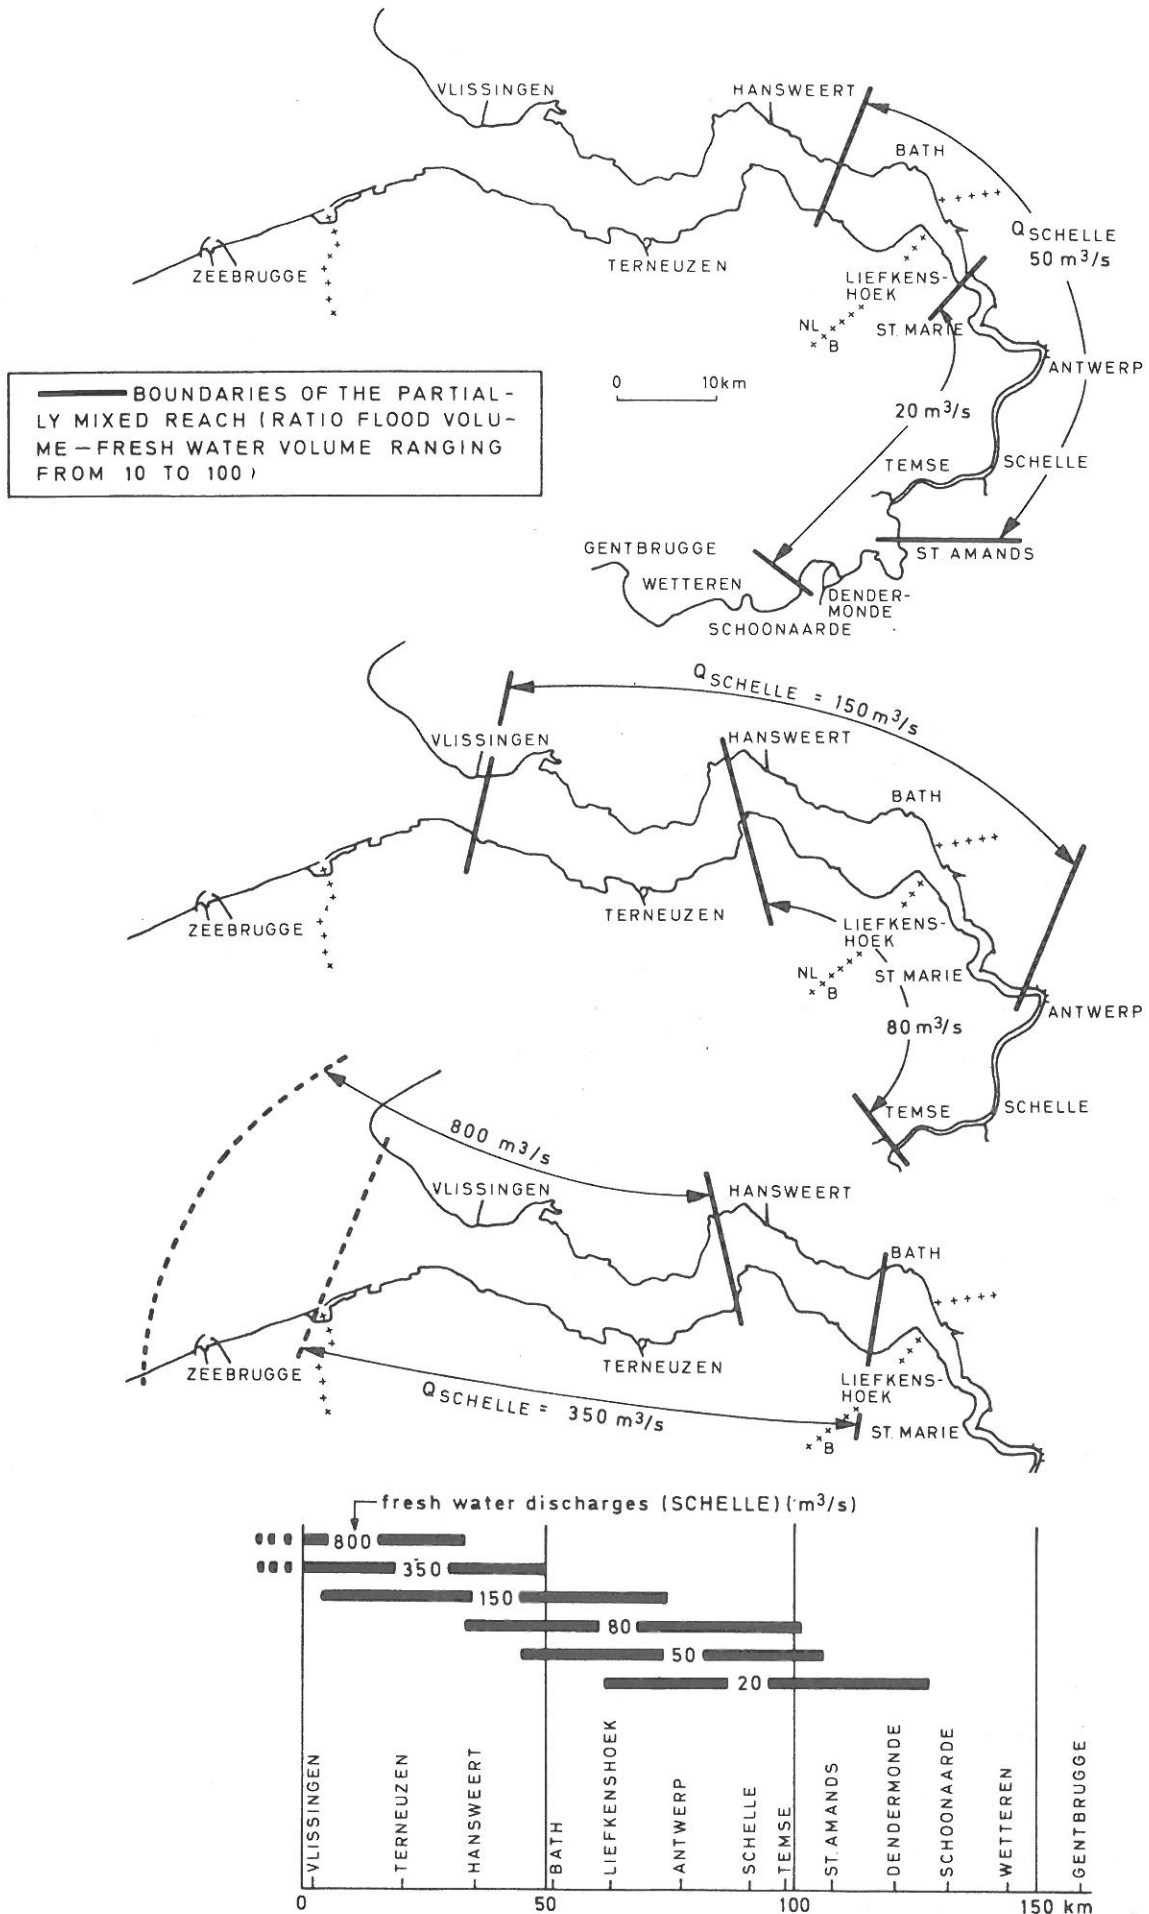 VLISSINGEN
HANSWEERT
BATH
QSCHELLE
50 m³/s
ZEEBRUGGE
TERNEUZEN
LIEFKENS-
HOEK
NL
B
ST. MARIE
ANTWERP
0 10km
20 m³/s
BOUNDARIES OF THE PARTIAL-
LY MIXED REACH (RATIO FLOOD VOLU-
ME — FRESH WATER VOLUME RANGING
FROM 10 TO 100)
TEMSE
SCHELLE
GENTBRUGGE
ST. AMANDS
WETTEREN
DENDER-
MONDE
SCHOONAARDE
QSCHELLE = 150 m³/s
VLISSINGEN
HANSWEERT
BATH
ZEEBRUGGE
TERNEUZEN
LIEFKENS-
HOEK
NL
B
ST MARIE
ANTWERP
80 m³/s
TEMSE
SCHELLE
800 m3/s
VLISSINGEN
HANSWEERT
BATH
ZEEBRUGGE
TERNEUZEN
LIEFKENS-
HOEK
QSCHELLE = 350 m³/s
B
ST. MARIE
fresh water discharges (SCHELLE) (m³/s)
800
350
150
80
50
20
VLISSINGEN
TERNEUZEN
HANSWEERT
BATH
LIEFKENSHOEK
ANTWERP
SCHELLE
TEMSE
ST. AMANDS
DENDERMONDE
SCHOONAARDE
WETTEREN
GENTBRUGGE
0 50 100 150 km